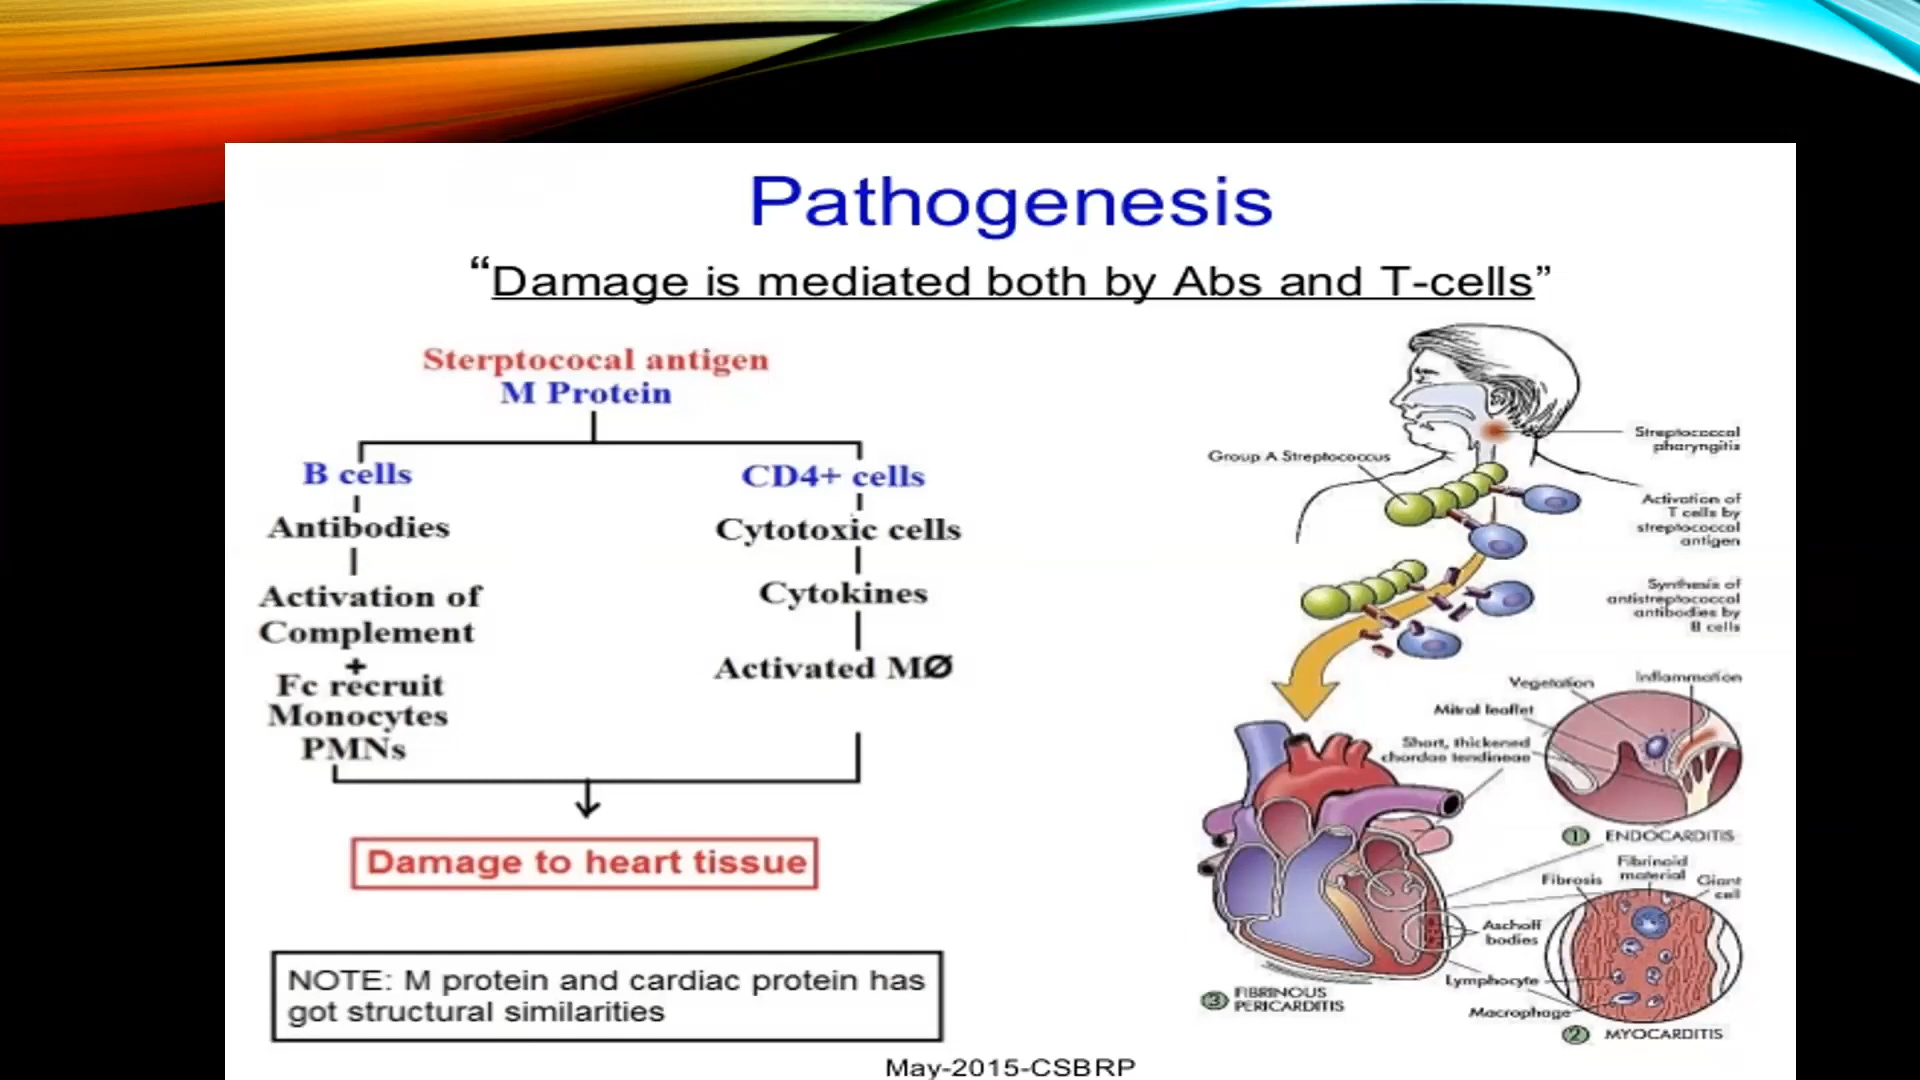 Pathogenesis
“Damage is mediated both by Abs and T-cells”
Sterptococal antigen
M Protein
B cells
Antibodies
Activation of
Complement
+
Fc recruit
Monocytes
PMNs
CD4+ cells
Cytotoxic cells
Cytokines
Activated MØ
Damage to heart tissue
NOTE: M protein and cardiac protein has
got structural similarities
Group A Streptococcus
Streptococcal
pharyngitis
Activation of
T cells by
streptococcal
antigen
Synthesis of
antistreptococcal
antibodies by
B cells
Vegetation
Inflammation
Mitral leaflet
Short, thickened
chordae tendineae
1 ENDOCARDITIS
Fibrinoid
material
Fibrosis
Giant
cell
Aschoff
bodies
Lymphocyte
Macrophage
2 MYOCARDITIS
3 FIBRINOUS
PERICARDITIS
May-2015-CSBRP